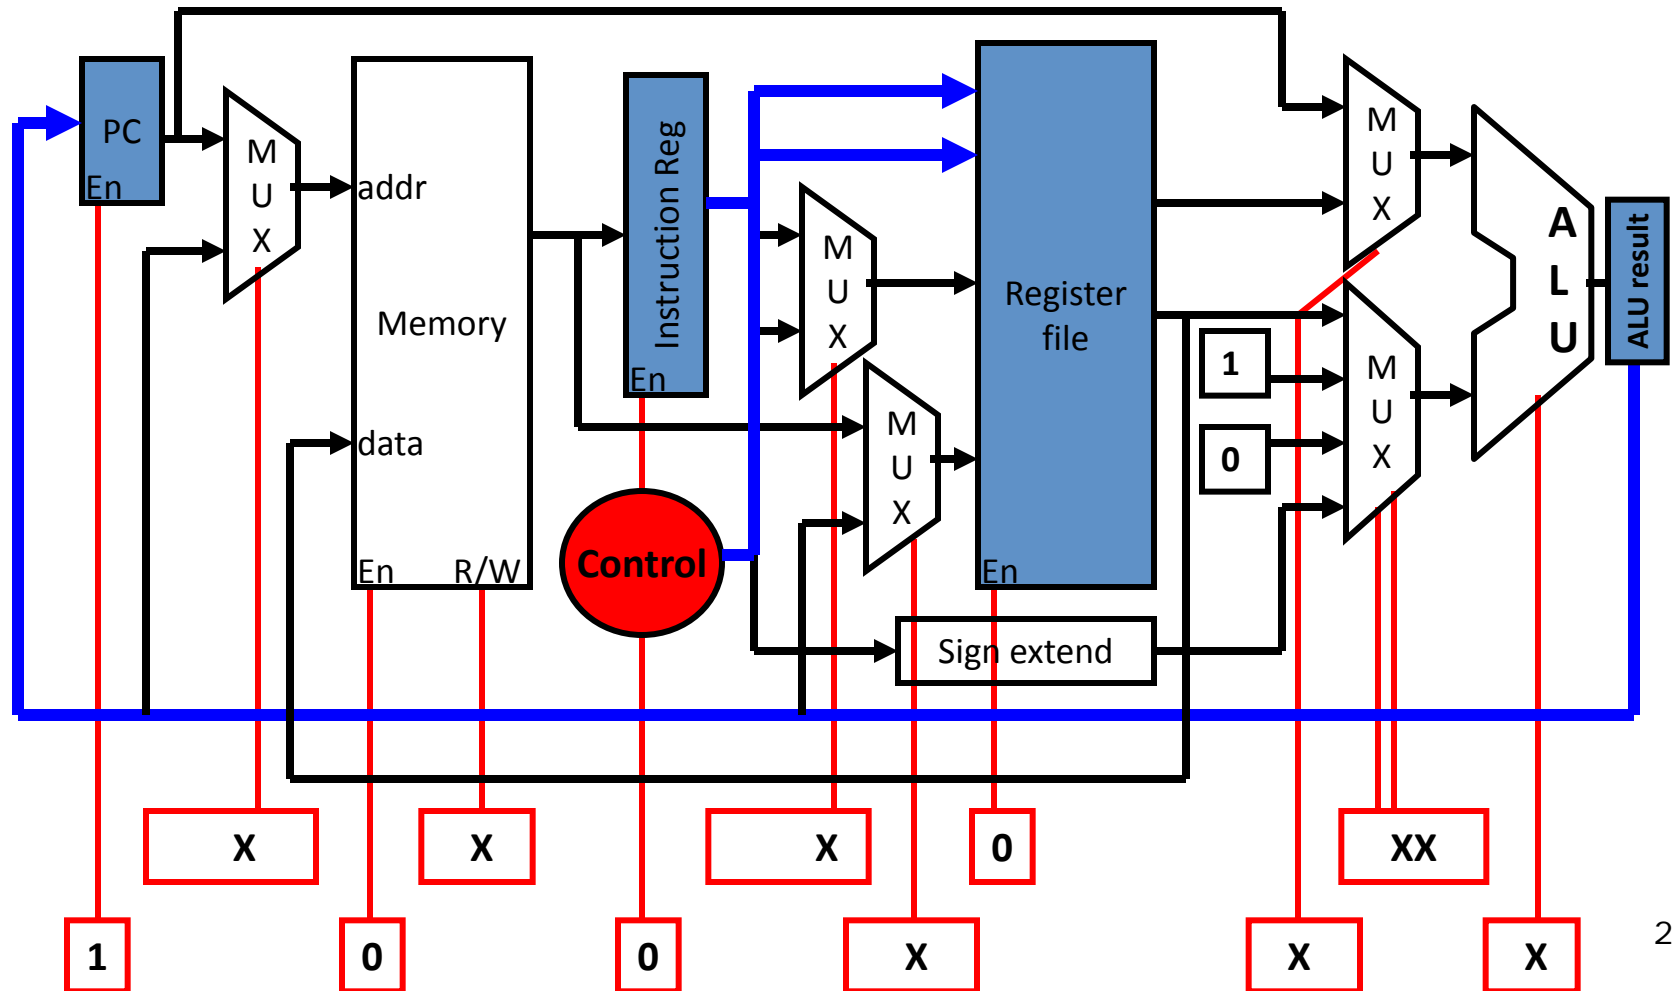 PC
En
M
U
X
addr
Memory
data
En R/W
Instruction Reg
En
Control
M
U
X
M
U
X
Register
file
En
Sign extend
1
0
M
U
X
M
U
X
A
L
U
ALU result
X
X
X
0
XX
1
0
0
X
X
X
2